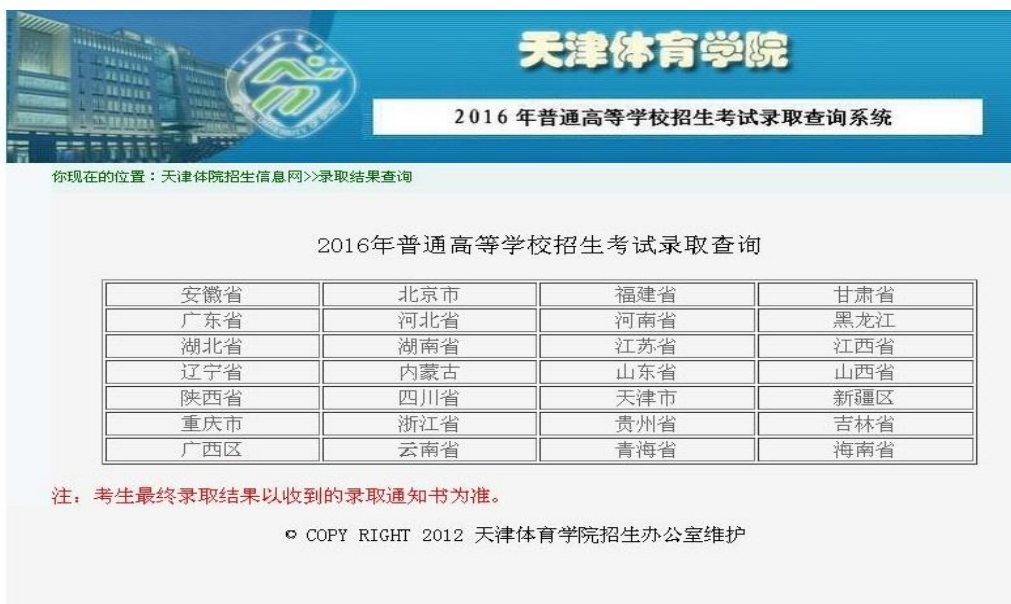 天津体育学院
2016 年普通高等学校招生考试录取查询系统
你现在的位置：天津体院招生信息网>>录取结果查询
2016年普通高等学校招生考试录取查询
安徽省 北京市 福建省 甘肃省
广东省 河北省 河南省 黑龙江
湖北省 湖南省 江苏省 江西省
辽宁省 内蒙古 山东省 山西省
陕西省 四川省 天津市 新疆区
重庆市 浙江省 贵州省 吉林省
广西区 云南省 青海省 海南省
注：考生最终录取结果以收到的录取通知书为准。
© COPY RIGHT 2012 天津体育学院招生办公室维护